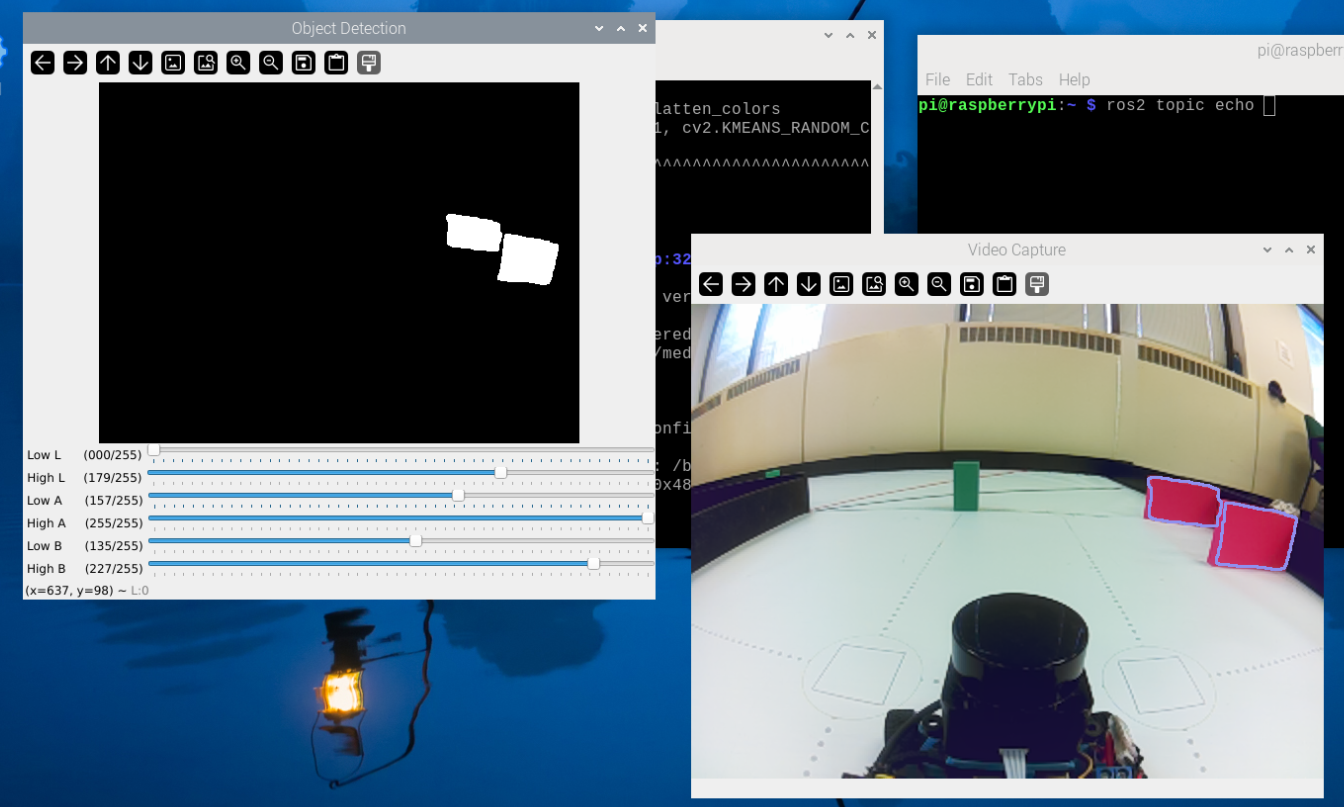 Object Detection
Low L (000/255)
High L (179/255)
Low A (157/255)
High A (255/255)
Low B (135/255)
High B (227/255)
(x=637, y=98) ~ L:0
latten_colors
1, cv2.KMEANS_RANDOM_C
^^^^^^^^^^^^^^^^^^^^^^^
p:32
ver
ered
/med
onfi
: /b
0x48
pi@raspberr
File Edit Tabs Help
pi@raspberrypi:~ $ ros2 topic echo
Video Capture